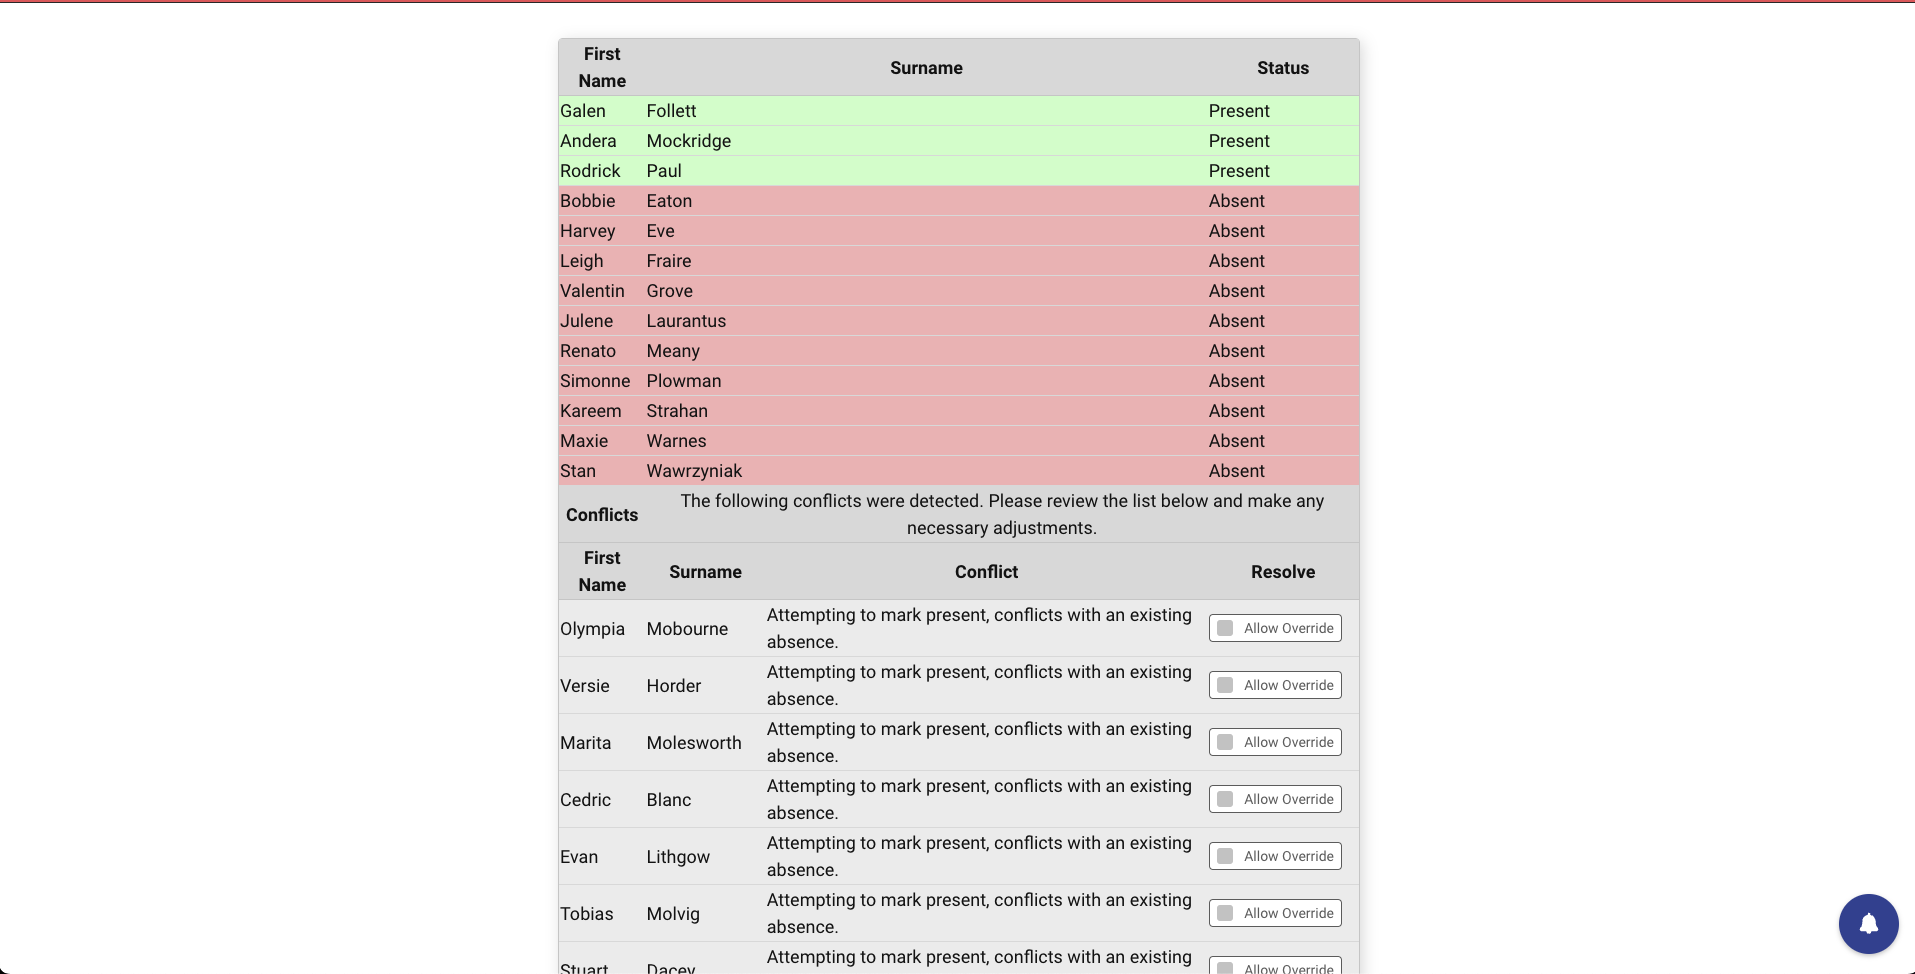 First Name Surname Status
Galen Follett Present
Andera Mockridge Present
Rodrick Paul Present
Bobbie Eaton Absent
Harvey Eve Absent
Leigh Fraire Absent
Valentin Grove Absent
Julene Laurantus Absent
Renato Meany Absent
Simonne Plowman Absent
Kareem Strahan Absent
Maxie Warnes Absent
Stan Wawrzyniak Absent
Conflicts The following conflicts were detected. Please review the list below and make any
necessary adjustments.
First Name Surname Conflict Resolve
Olympia Mobourne Attempting to mark present, conflicts with an existing
absence. Allow Override
Versie Horder Attempting to mark present, conflicts with an existing
absence. Allow Override
Marita Molesworth Attempting to mark present, conflicts with an existing
absence. Allow Override
Cedric Blanc Attempting to mark present, conflicts with an existing
absence. Allow Override
Evan Lithgow Attempting to mark present, conflicts with an existing
absence. Allow Override
Tobias Molvig Attempting to mark present, conflicts with an existing
absence. Allow Override
Stuart Dacey Attempting to mark present, conflicts with an existing
Allow Override